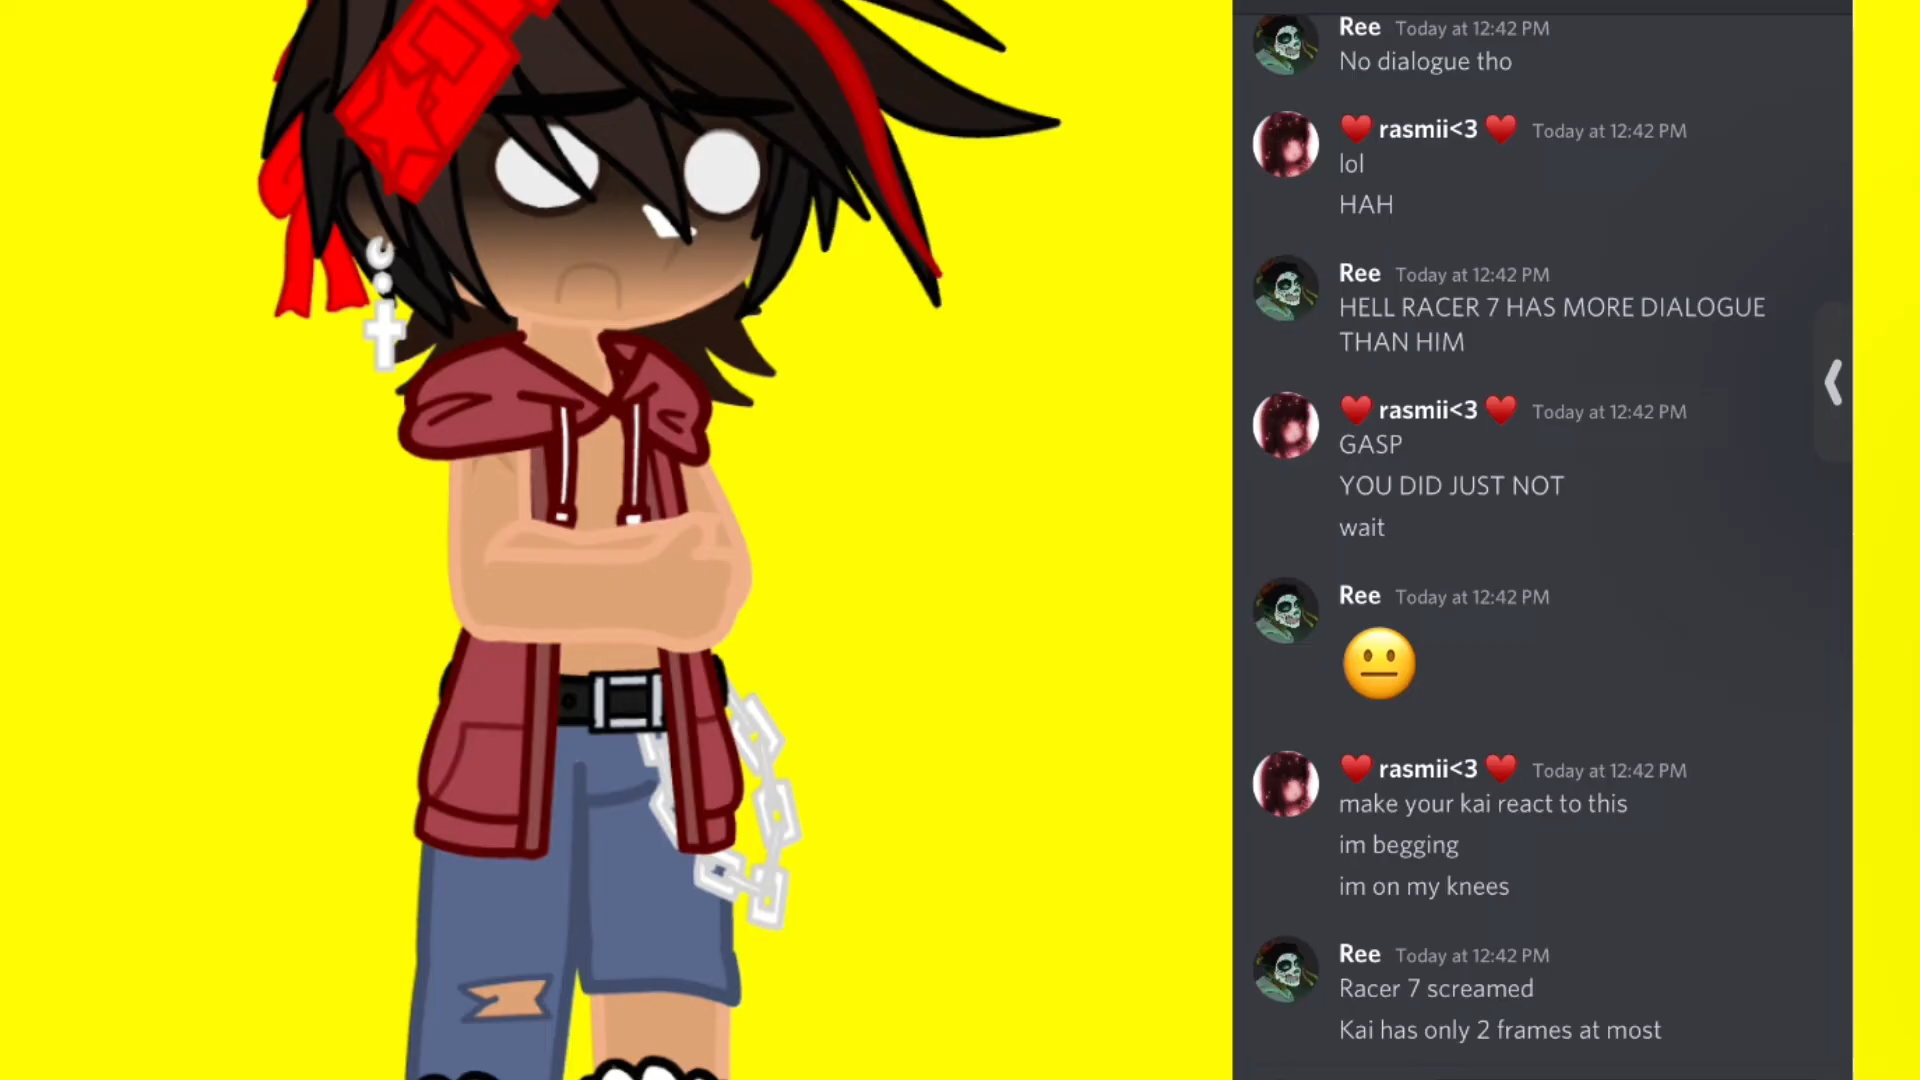 Ree Today at 12:42 PM
No dialogue tho
❤️ rasmii<3 ❤️ Today at 12:42 PM
lol
HAH
Ree Today at 12:42 PM
HELL RACER 7 HAS MORE DIALOGUE
THAN HIM
❤️ rasmii<3 ❤️ Today at 12:42 PM
GASP
YOU DID JUST NOT
wait
Ree Today at 12:42 PM
😐
❤️ rasmii<3 ❤️ Today at 12:42 PM
make your kai react to this
im begging
im on my knees
Ree Today at 12:42 PM
Racer 7 screamed
Kai has only 2 frames at most